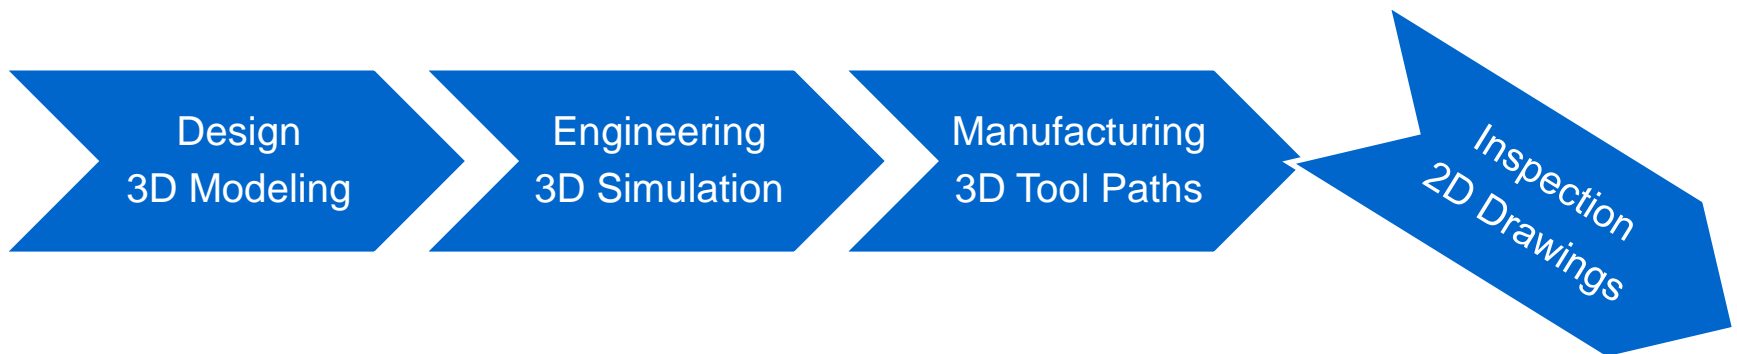 Design
3D Modeling
Engineering
3D Simulation
Manufacturing
3D Tool Paths
Inspection
2D Drawings